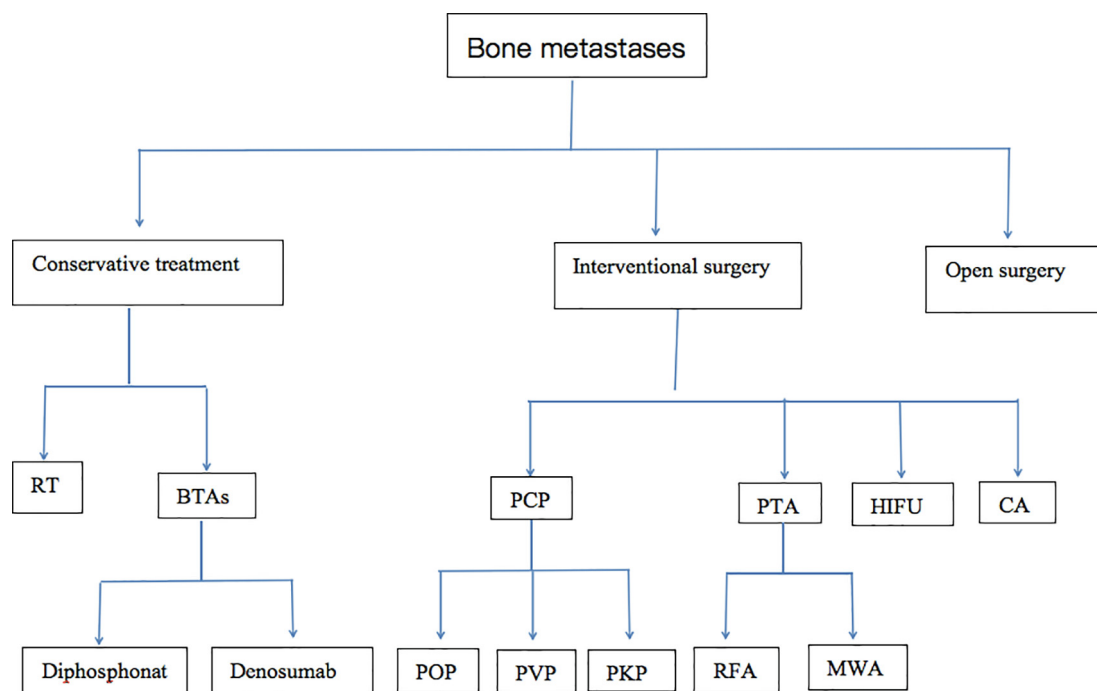 Bone metastases
Conservative treatment
Interventional surgery
Open surgery
RT
BTAs
PCP
PTA
HIFU
CA
Diphosphonat
Denosumab
POP
PVP
PKP
RFA
MWA